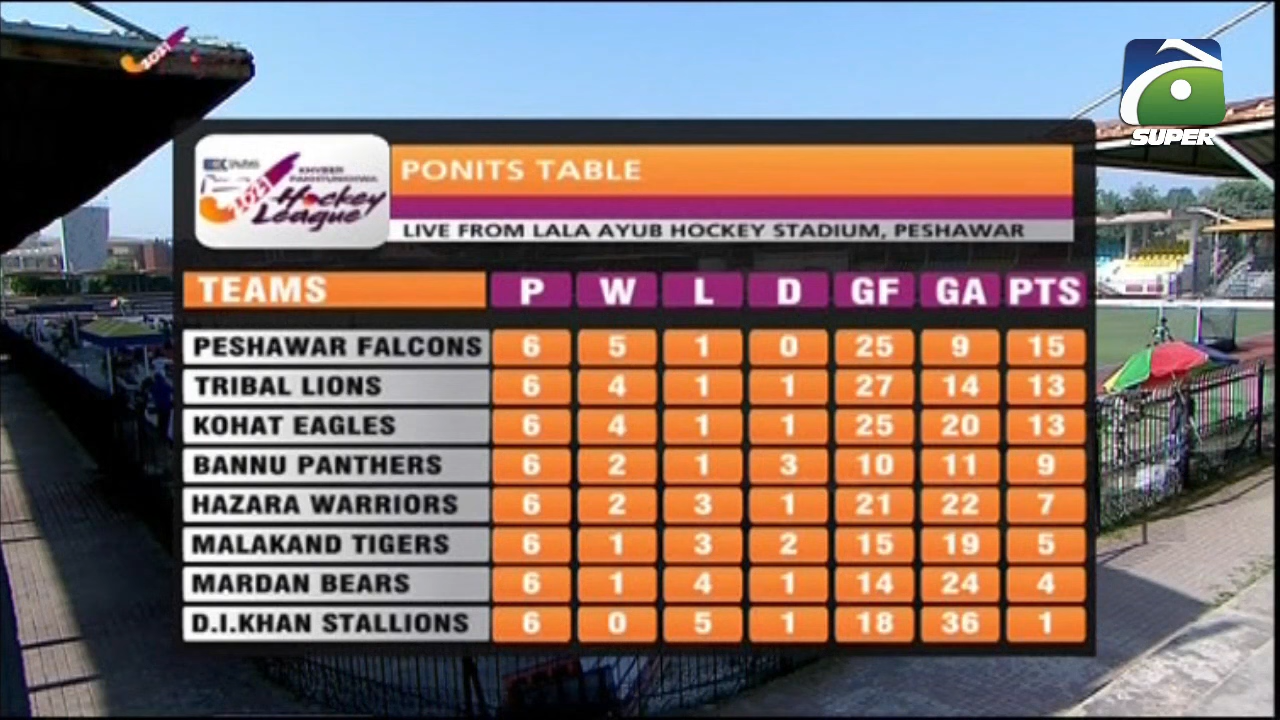 2021
SUPER
KHYBER
PAKHTUNKHWA
2021 Hockey
League
PONITS TABLE
LIVE FROM LALA AYUB HOCKEY STADIUM, PESHAWAR
TEAMS P W L D GF GA PTS
PESHAWAR FALCONS 6 5 1 0 25 9 15
TRIBAL LIONS 6 4 1 1 27 14 13
KOHAT EAGLES 6 4 1 1 25 20 13
BANNU PANTHERS 6 2 1 3 10 11 9
HAZARA WARRIORS 6 2 3 1 21 22 7
MALAKAND TIGERS 6 1 3 2 15 19 5
MARDAN BEARS 6 1 4 1 14 24 4
D.I.KHAN STALLIONS 6 0 5 1 18 36 1